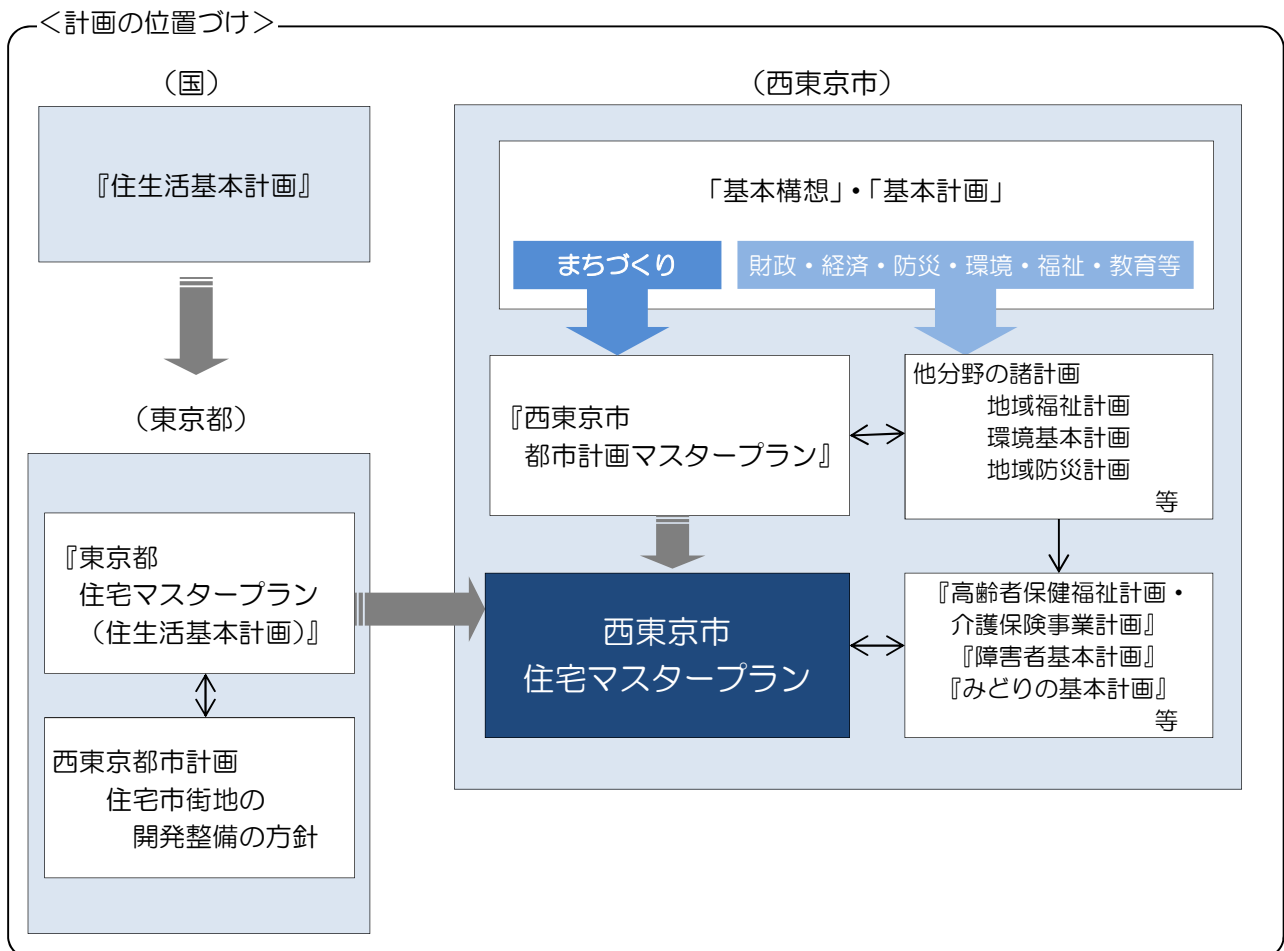 ＜計画の位置づけ＞
（国）
『住生活基本計画』
（東京都）
『東京都
住宅マスタープラン
（住生活基本計画）』
西東京都市計画
住宅市街地の
開発整備の方針
（西東京市）
「基本構想」・「基本計画」
まちづくり
財政・経済・防災・環境・福祉・教育等
『西東京市
都市計画マスタープラン』
他分野の諸計画
地域福祉計画
環境基本計画
地域防災計画
等
西東京市
住宅マスタープラン
『高齢者保健福祉計画・
介護保険事業計画』
『障害者基本計画』
『みどりの基本計画』
等